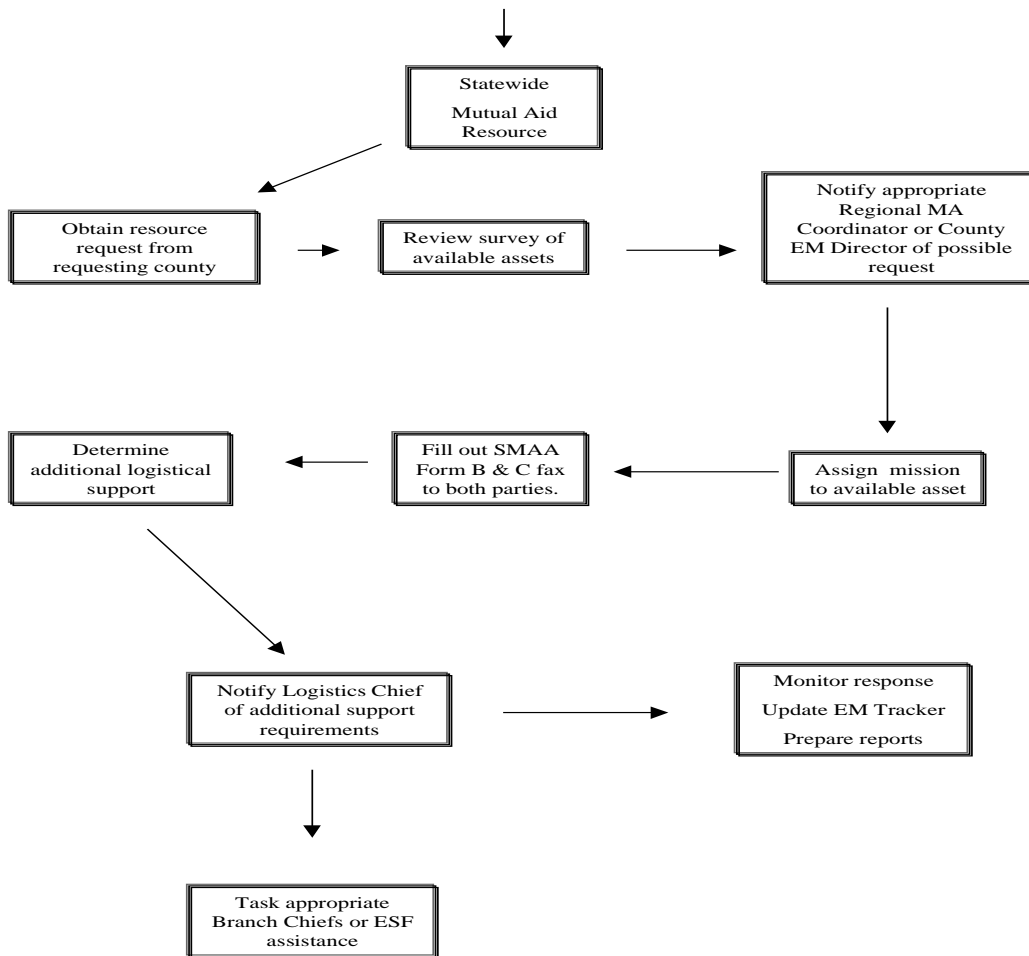 Statewide
Mutual Aid
Resource
Obtain resource
request from
requesting county
Review survey of
available assets
Notify appropriate
Regional MA
Coordinator or County
EM Director of possible
request
Assign mission
to available asset
Fill out SMAA
Form B & C fax
to both parties.
Determine
additional logistical
support
Notify Logistics Chief
of additional support
requirements
Monitor response
Update EM Tracker
Prepare reports
Task appropriate
Branch Chiefs or ESF
assistance